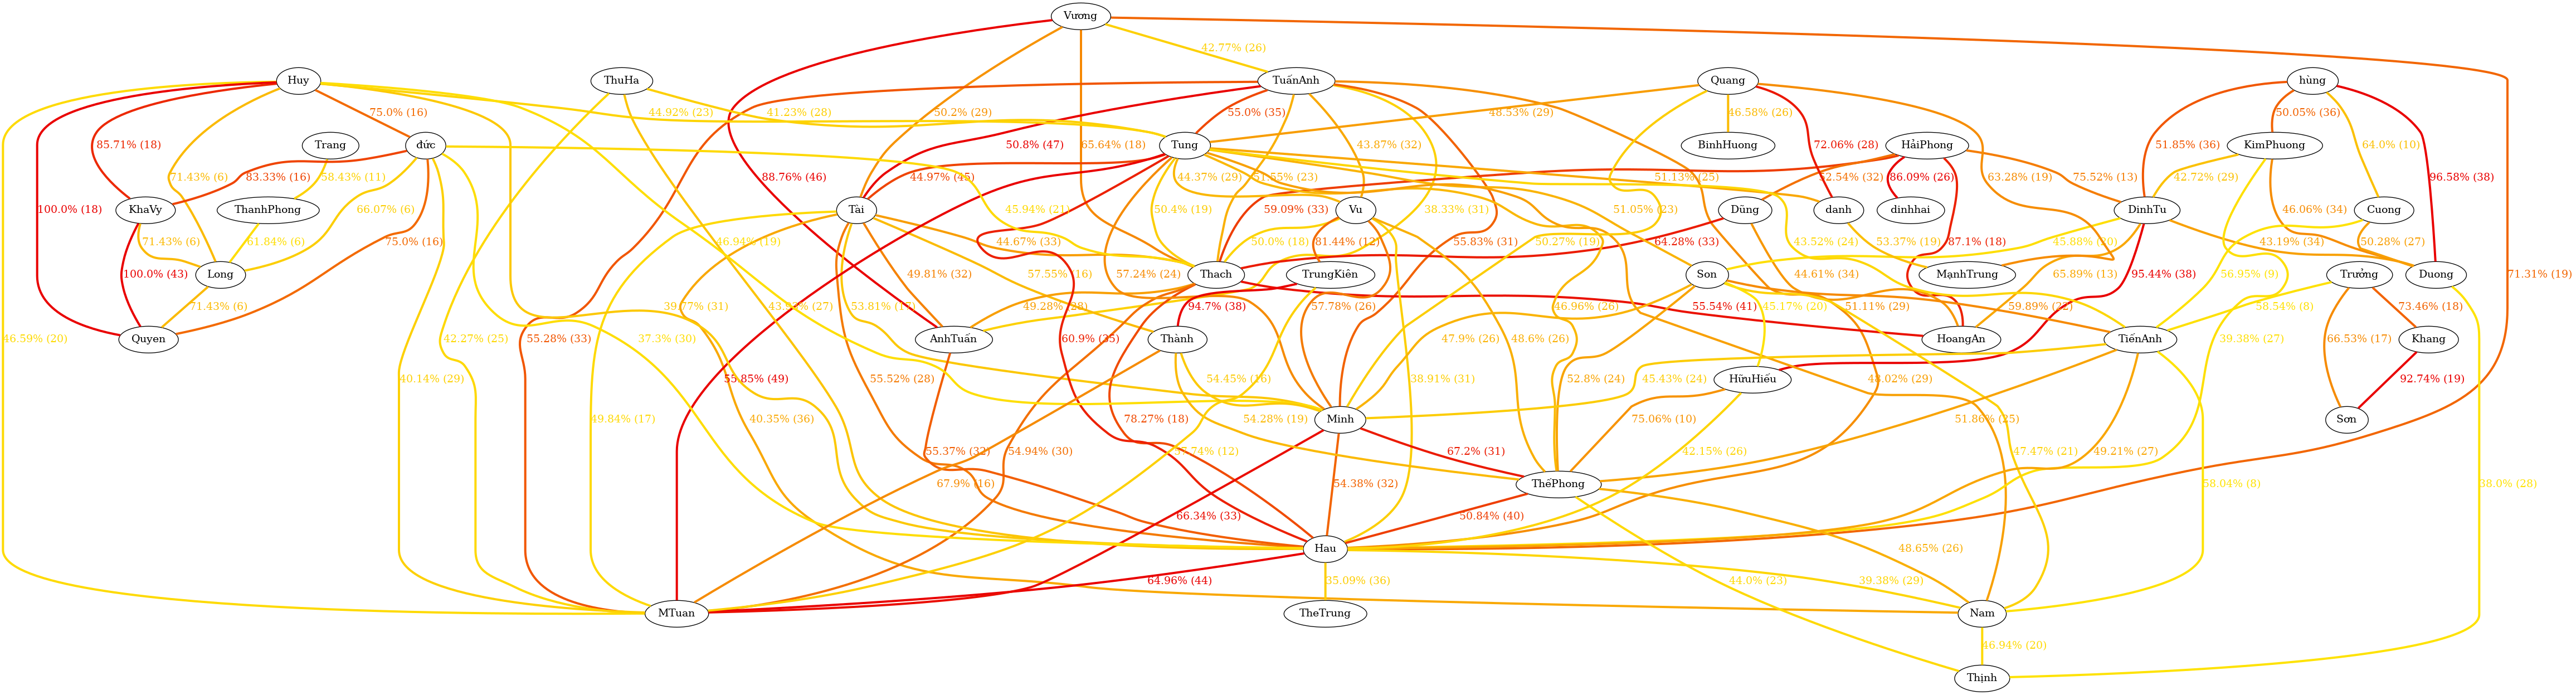 Vương
42.77% (26)
Huy
ThuHa
TuấnAnh
Quang
hùng
75.0% (16)
44.92% (23)
41.23% (28)
50.2% (29)
55.0% (35)
48.53% (29)
46.58% (26)
50.05% (36)
Trang
đức
Tung
BinhHuong
HảiPhong
KimPhuong
85.71% (18)
50.8% (47)
65.64% (18)
43.87% (32)
72.06% (28)
51.85% (36)
64.0% (10)
71.43% (6)
83.33% (16)
58.43% (11)
88.76% (46)
44.97% (45)
44.37% (29)
51.55% (23)
51.13% (25)
52.54% (32)
86.09% (26)
63.28% (19)
75.52% (13)
42.72% (29)
96.58% (38)
KhaVy
ThanhPhong
Tài
Vu
Dũng
danh
dinhhai
DinhTu
Cuong
100.0% (18)
66.07% (6)
45.94% (21)
50.4% (19)
59.09% (33)
38.33% (31)
51.05% (23)
46.06% (34)
71.43% (6)
61.84% (6)
46.94% (19)
44.67% (33)
50.0% (18)
81.44% (12)
55.83% (31)
50.27% (19)
64.28% (33)
43.52% (24)
53.37% (19)
87.1% (18)
45.88% (20)
43.19% (34)
50.28% (27)
75.0% (16)
Long
Thach
TrungKiên
Son
MạnhTrung
Trưởng
Duong
100.0% (43)
49.81% (32)
57.55% (16)
57.24% (24)
44.61% (34)
65.89% (13)
95.44% (38)
56.95% (9)
71.31% (19)
71.43% (6)
43.93% (27)
49.28% (28)
94.7% (38)
57.78% (26)
46.96% (26)
55.54% (41)
45.17% (20)
51.11% (29)
58.54% (8)
73.46% (18)
Quyen
AnhTuấn
Thành
HoangAn
TiếnAnh
Khang
46.59% (20)
42.27% (25)
37.3% (30)
60.9% (35)
47.9% (26)
48.6% (26)
39.38% (27)
66.53% (17)
HữuHiếu
40.14% (29)
55.28% (33)
55.85% (49)
55.52% (28)
54.45% (16)
38.91% (31)
52.8% (24)
45.43% (24)
48.02% (29)
92.74% (19)
Minh
Sơn
49.84% (17)
40.35% (36)
78.27% (18)
54.28% (19)
75.06% (10)
51.86% (25)
55.37% (32)
54.94% (30)
67.2% (31)
42.15% (26)
47.47% (21)
49.21% (27)
ThếPhong
67.9% (16)
54.38% (32)
58.04% (8)
38.0% (28)
66.34% (33)
50.84% (40)
Hau
48.65% (26)
64.96% (44)
35.09% (36)
44.0% (23)
39.38% (29)
MTuan
TheTrung
Nam
46.94% (20)
Thịnh